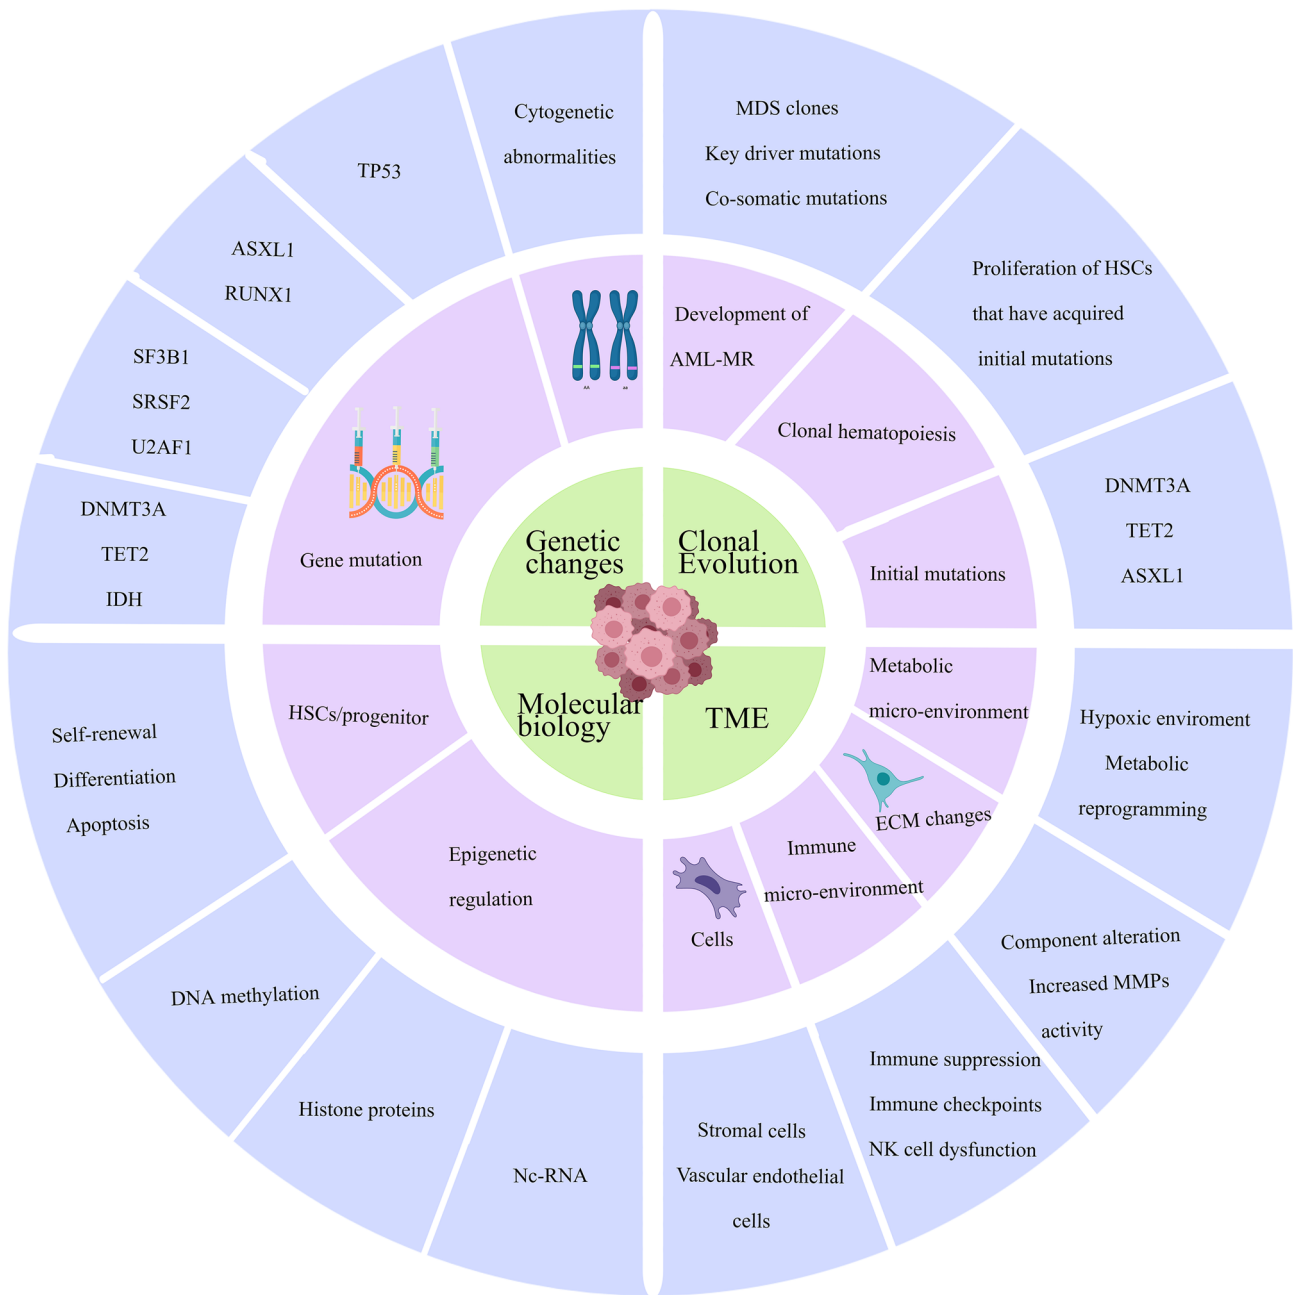 Cytogenetic
abnormalities
TP53
ASXL1
RUNX1
SF3B1
SRSF2
U2AF1
DNMT3A
TET2
IDH
MDS clones
Key driver mutations
Co-somatic mutations
Proliferation of HSCs
that have acquired
initial mutations
DNMT3A
TET2
ASXL1
AA
aa
Gene mutation
Development of
AML-MR
Clonal hematopoiesis
Initial mutations
Genetic
changes
Clonal
Evolution
Molecular
biology
TME
HSCs/progenitor
Epigenetic
regulation
Metabolic
micro-environment
ECM changes
Immune
micro-environment
Cells
Self-renewal
Differentiation
Apoptosis
DNA methylation
Histone proteins
Nc-RNA
Hypoxic enviroment
Metabolic
reprogramming
Component alteration
Increased MMPs
activity
Immune suppression
Immune checkpoints
NK cell dysfunction
Stromal cells
Vascular endothelial
cells